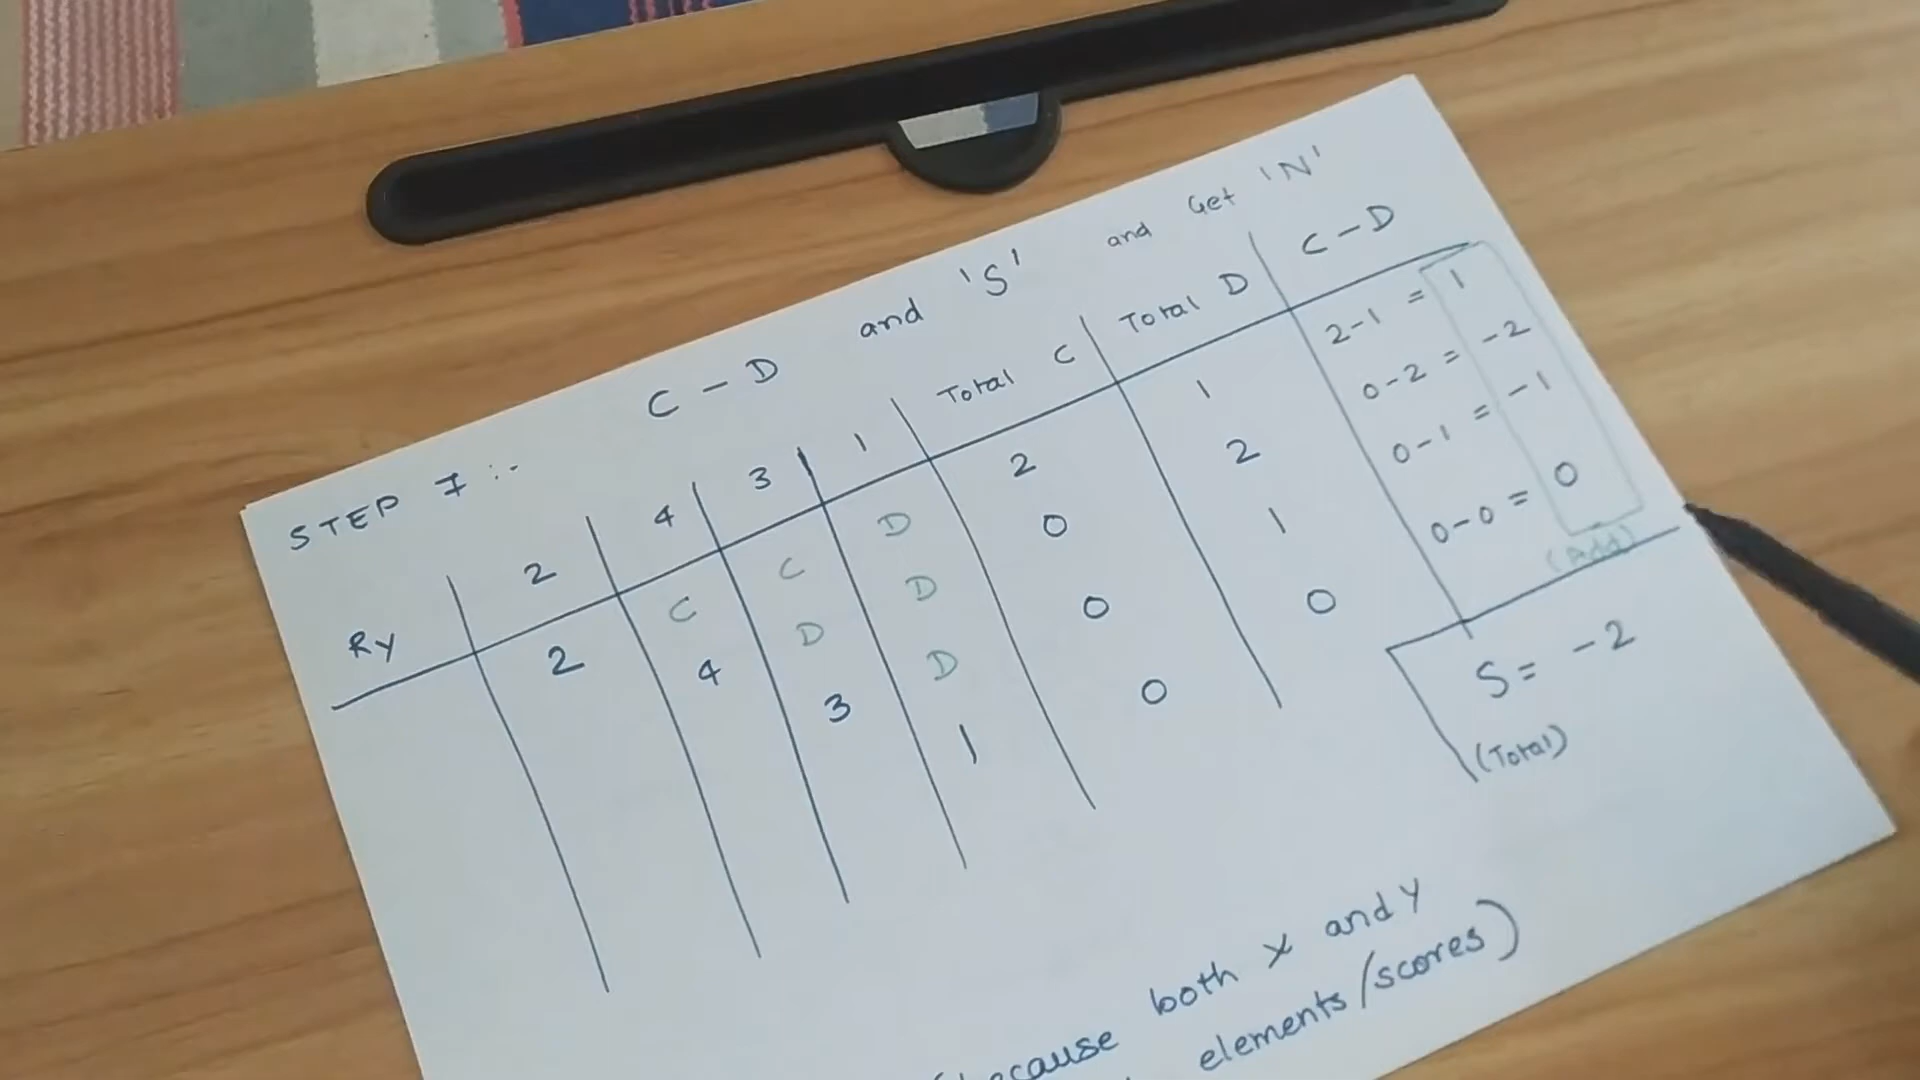 STEP 7 :- C - D and 'S' and Get 'N'
Ry 2 4 3 1 Total C Total D C - D
2 C C D 2 1 2-1 = 1
4 D D 0 2 0-2 = -2
3 D 0 1 0-1 = -1
1 0 0 0-0 = 0
(Add)
S = -2
(Total)
because both X and Y
elements/scores)